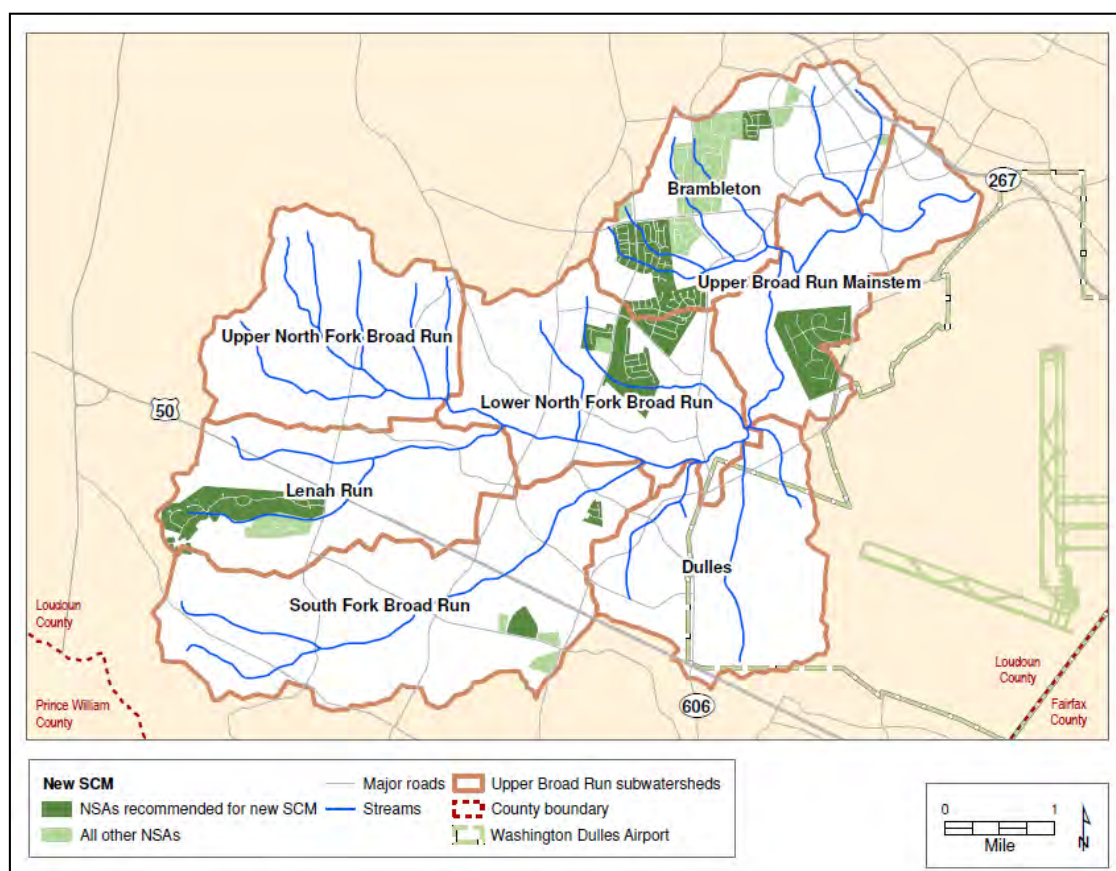 267
Brambleton
Upper Broad Run Mainstem
Upper North Fork Broad Run
Lower North Fork Broad Run
50
Lenah Run
Dulles
South Fork Broad Run
Loudoun
County
Prince William
County
606
Loudoun
County
Fairfax
County
New SCM
NSAs recommended for new SCM
All other NSAs
Major roads
Streams
Upper Broad Run subwatersheds
County boundary
Washington Dulles Airport
0 1
Mile
N